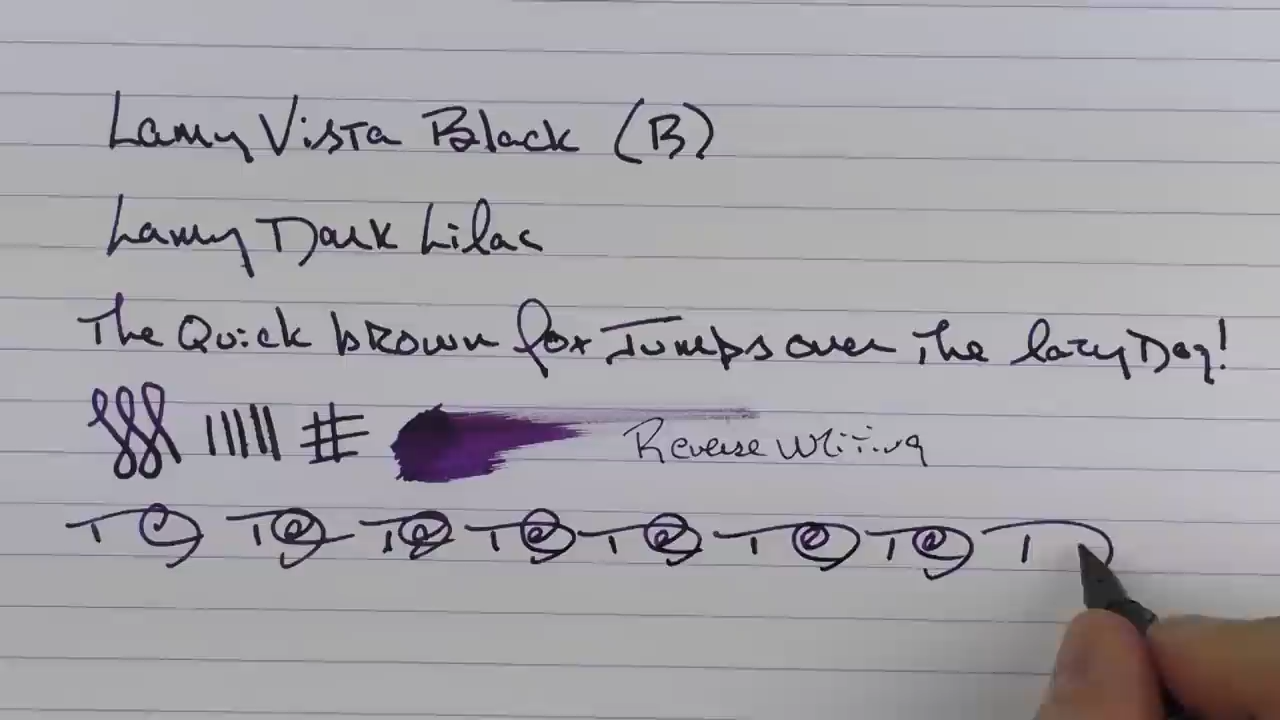 Lamy Vista Black (B)
Lamy Dark Lilac
The Quick brown fox Jumps over The lazy Dog!
Reverse Writing